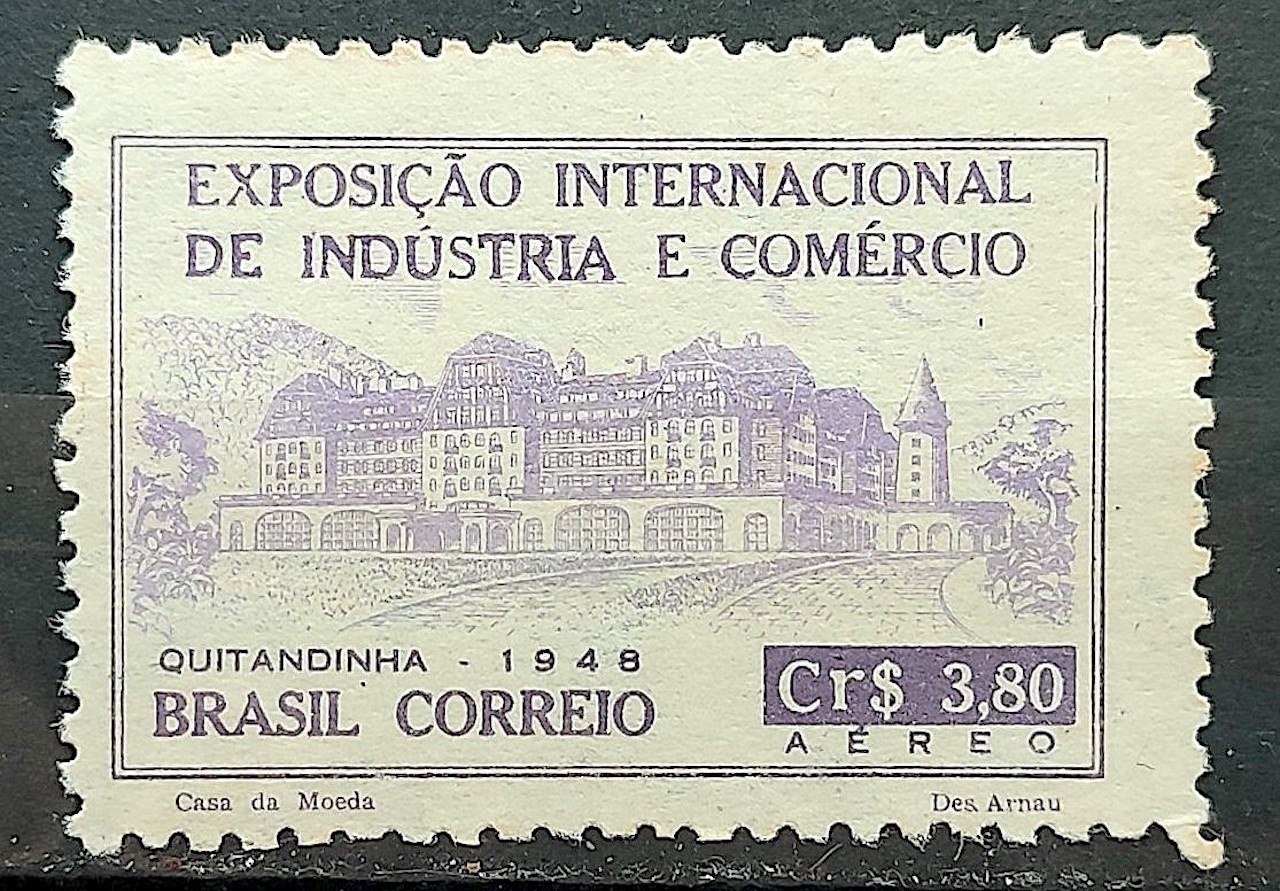 EXPOSIÇÃO INTERNACIONAL
DE INDÚSTRIA E COMÉRCIO
QUITANDINHA - 1948
BRASIL CORREIO
Cr$ 3,80
AÉREO
Casa da Moeda
Des. Arnau